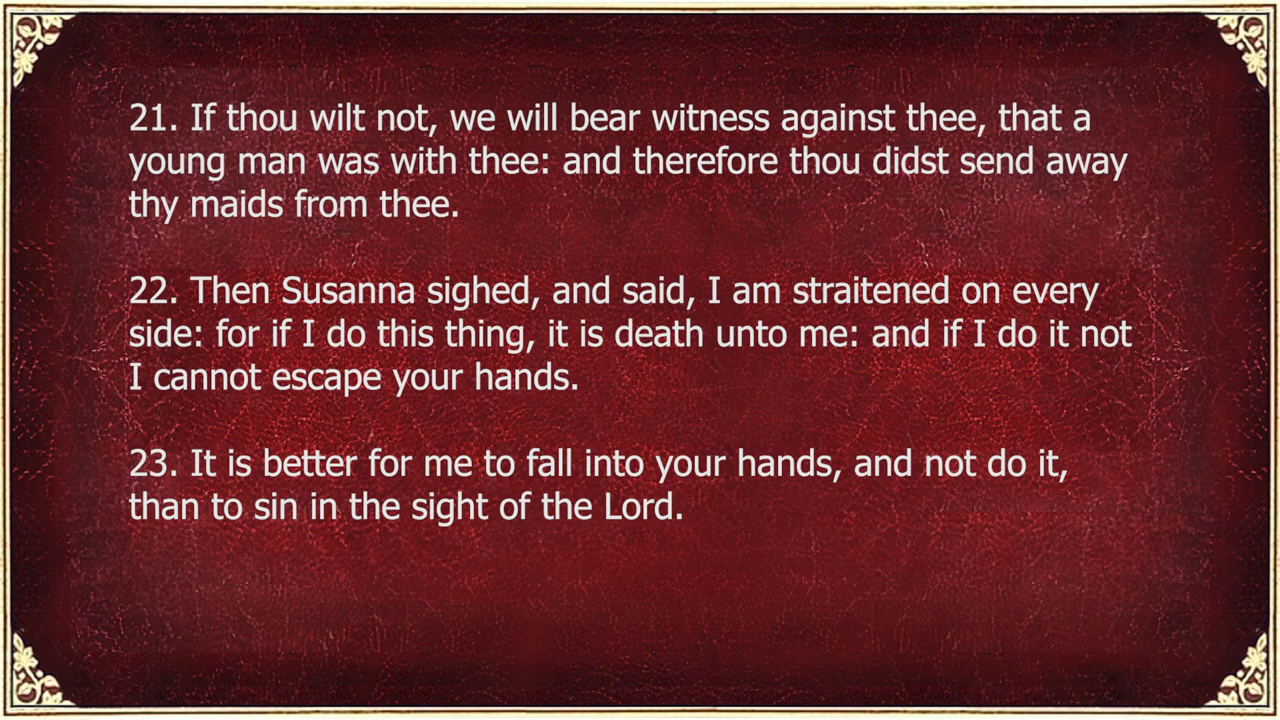 21. If thou wilt not, we will bear witness against thee, that a
young man was with thee: and therefore thou didst send away
thy maids from thee.
22. Then Susanna sighed, and said, I am straitened on every
side: for if I do this thing, it is death unto me: and if I do it not
I cannot escape your hands.
23. It is better for me to fall into your hands, and not do it,
than to sin in the sight of the Lord.